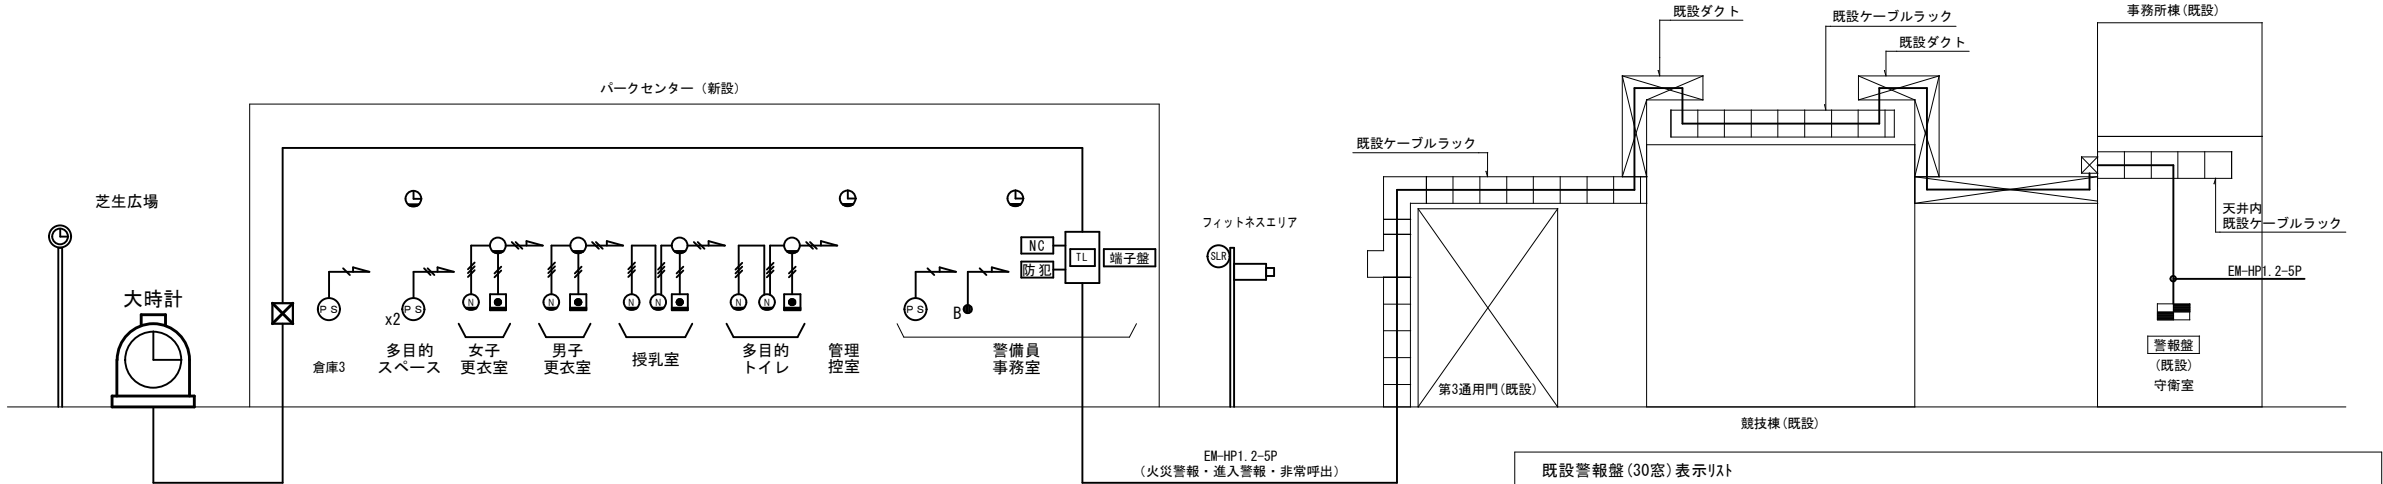 既設ダクト
既設ケーブルラック
既設ダクト
事務所棟(既設)
パークセンター（新設）
既設ケーブルラック
芝生広場
フィットネスエリア
天井内
既設ケーブルラック
NC
TL
端子盤
防犯
SLR
EM-HP1.2-5P
大時計
PS
x2
PS
N
N
N
N
N
N
PS
B
倉庫3
多目的
スペース
女子
更衣室
男子
更衣室
授乳室
多目的
トイレ
管理
控室
警備員
事務室
警報盤
(既設)
守衛室
第3通用門(既設)
競技棟(既設)
EM-HP1.2-5P
（火災警報・進入警報・非常呼出）
既設警報盤(30窓)表示リスト